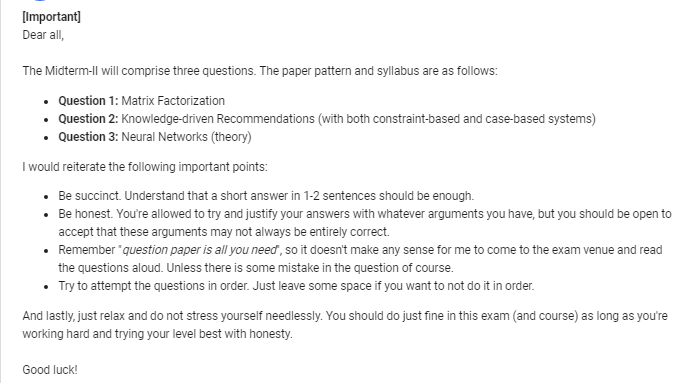 [Important]
Dear all,
The Midterm-II will comprise three questions. The paper pattern and syllabus are as follows:
• Question 1: Matrix Factorization
• Question 2: Knowledge-driven Recommendations (with both constraint-based and case-based systems)
• Question 3: Neural Networks (theory)
I would reiterate the following important points:
• Be succinct. Understand that a short answer in 1-2 sentences should be enough.
• Be honest. You're allowed to try and justify your answers with whatever arguments you have, but you should be open to
accept that these arguments may not always be entirely correct.
• Remember "question paper is all you need", so it doesn't make any sense for me to come to the exam venue and read
the questions aloud. Unless there is some mistake in the question of course.
• Try to attempt the questions in order. Just leave some space if you want to not do it in order.
And lastly, just relax and do not stress yourself needlessly. You should do just fine in this exam (and course) as long as you're
working hard and trying your level best with honesty.
Good luck!